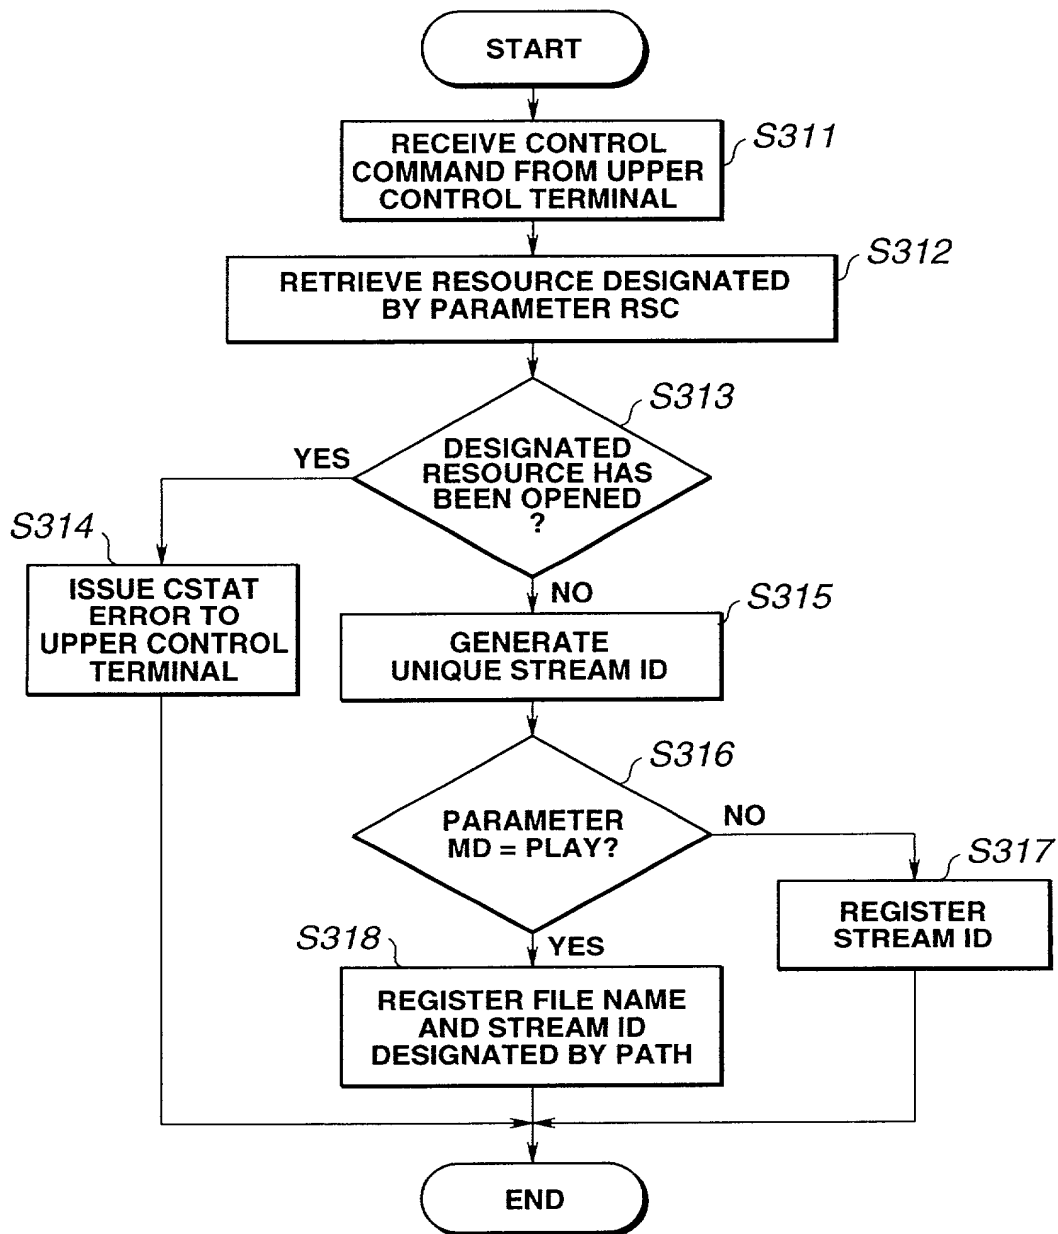 START
RECEIVE CONTROL
COMMAND FROM UPPER
CONTROL TERMINAL
S311
RETRIEVE RESOURCE DESIGNATED
BY PARAMETER RSC
S312
DESIGNATED
RESOURCE HAS
BEEN OPENED
?
S313
YES
NO
S314
ISSUE CSTAT
ERROR TO
UPPER CONTROL
TERMINAL
S315
GENERATE
UNIQUE STREAM ID
S316
PARAMETER
MD = PLAY?
NO
YES
S317
REGISTER
STREAM ID
S318
REGISTER FILE NAME
AND STREAM ID
DESIGNATED BY PATH
END